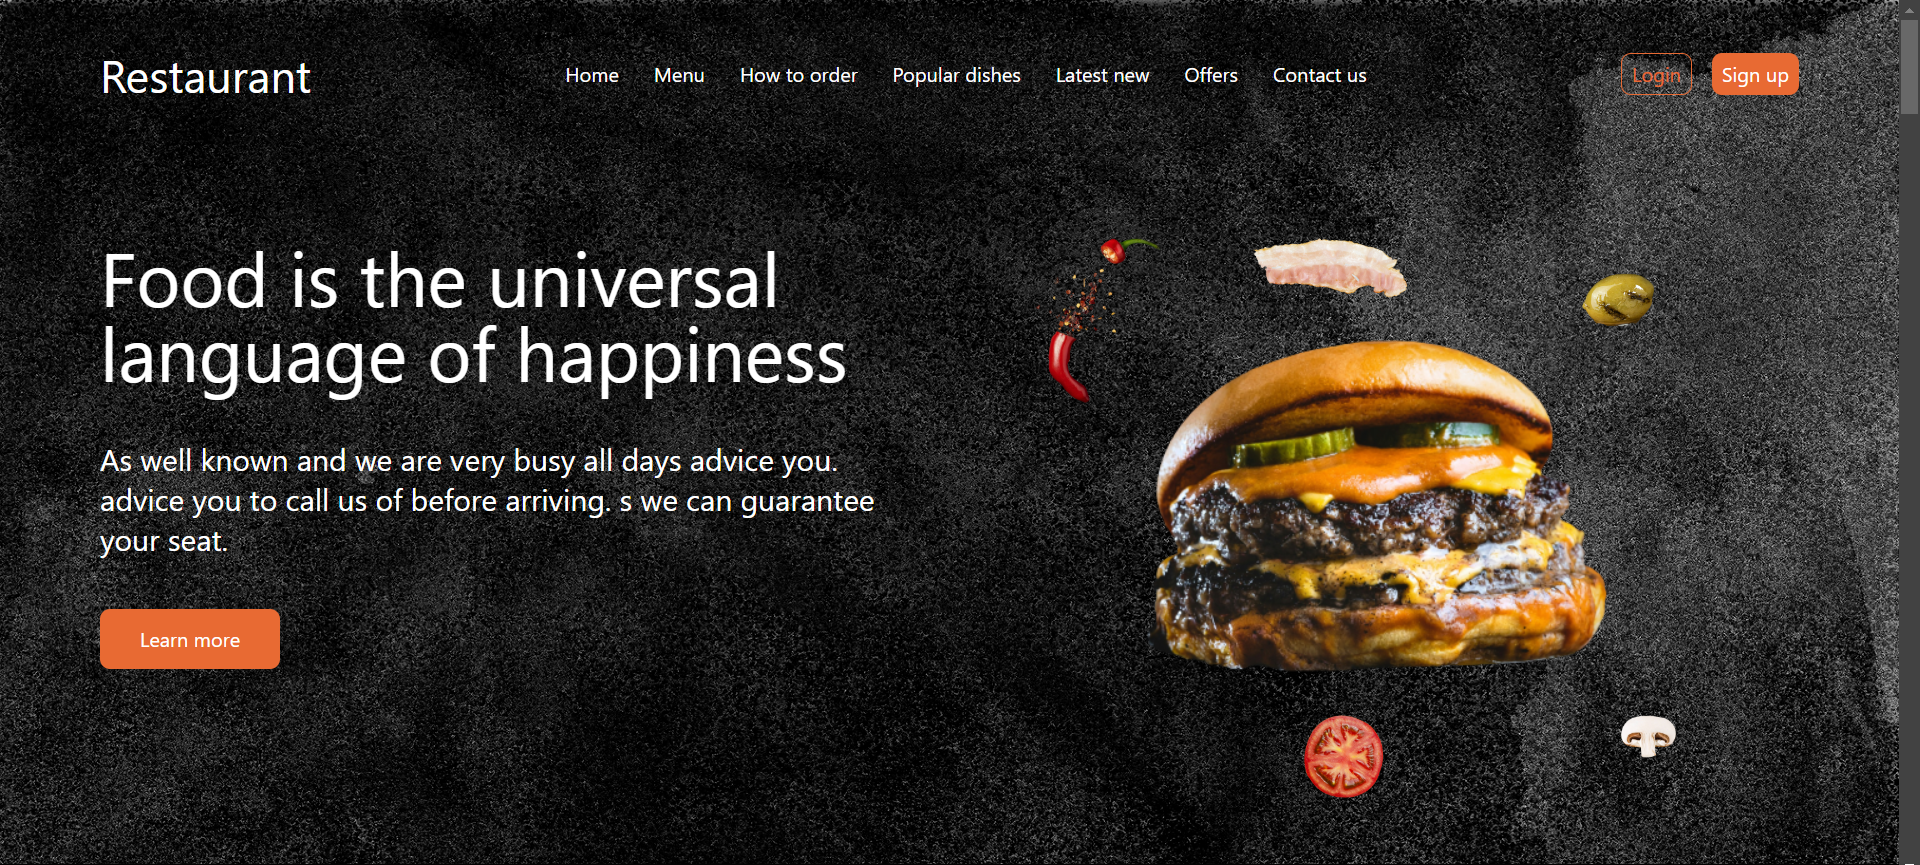 Restaurant
Home Menu How to order Popular dishes Latest new Offers Contact us
Login Sign up
Food is the universal
language of happiness
As well known and we are very busy all days advice you.
advice you to call us of before arriving. s we can guarantee
your seat.
Learn more